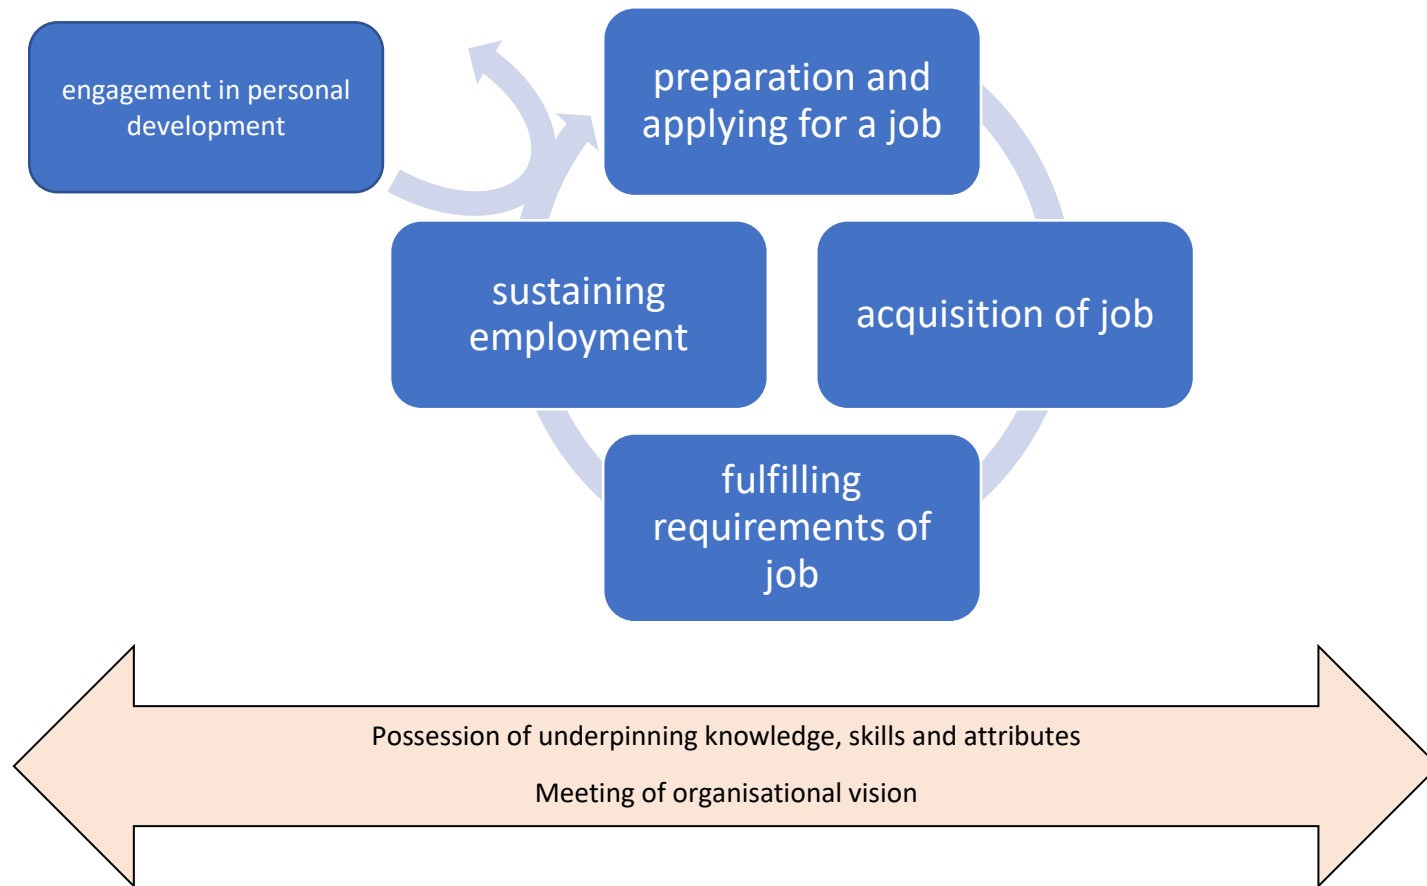 engagement in personal
development
preparation and
applying for a job
sustaining
employment
acquisition of job
fulfilling
requirements of
job
Possession of underpinning knowledge, skills and attributes
Meeting of organisational vision